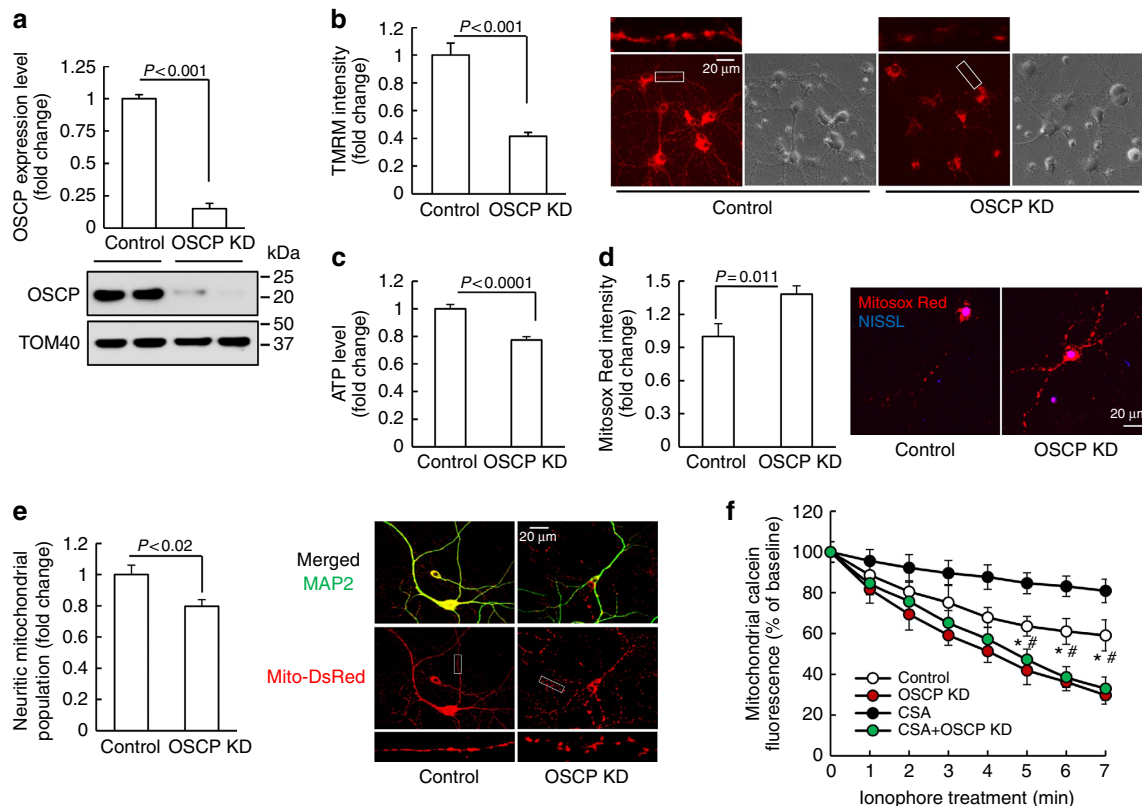 a
OSCP expression level
(fold change)
1.25
1
0.75
0.5
0.25
0
P<0.001
Control OSCP KD
kDa
OSCP
25
20
TOM40
50
37
b
TMRM intensity
(fold change)
1.2
1
0.8
0.6
0.4
0.2
0
P<0.001
Control OSCP KD
20 μm
Control
OSCP KD
c
ATP level
(fold change)
1.2
1
0.8
0.6
0.4
0.2
0
P<0.0001
Control OSCP KD
d
Mitosox Red intensity
(fold change)
1.5
1.2
0.9
0.6
0.3
0
P=0.011
Control OSCP KD
Mitosox Red
NISSL
20 μm
Control
OSCP KD
e
Neuritic mitochondrial
population (fold change)
1.2
1
0.8
0.6
0.4
0.2
0
P<0.02
Control OSCP KD
Merged
MAP2
Mito-DsRed
20 μm
Control
OSCP KD
f
Mitochondrial calcein
fluorescence (% of baseline)
120
100
80
60
40
20
0
* # * # * #
Control
OSCP KD
CSA
CSA+OSCP KD
0 1 2 3 4 5 6 7
Ionophore treatment (min)